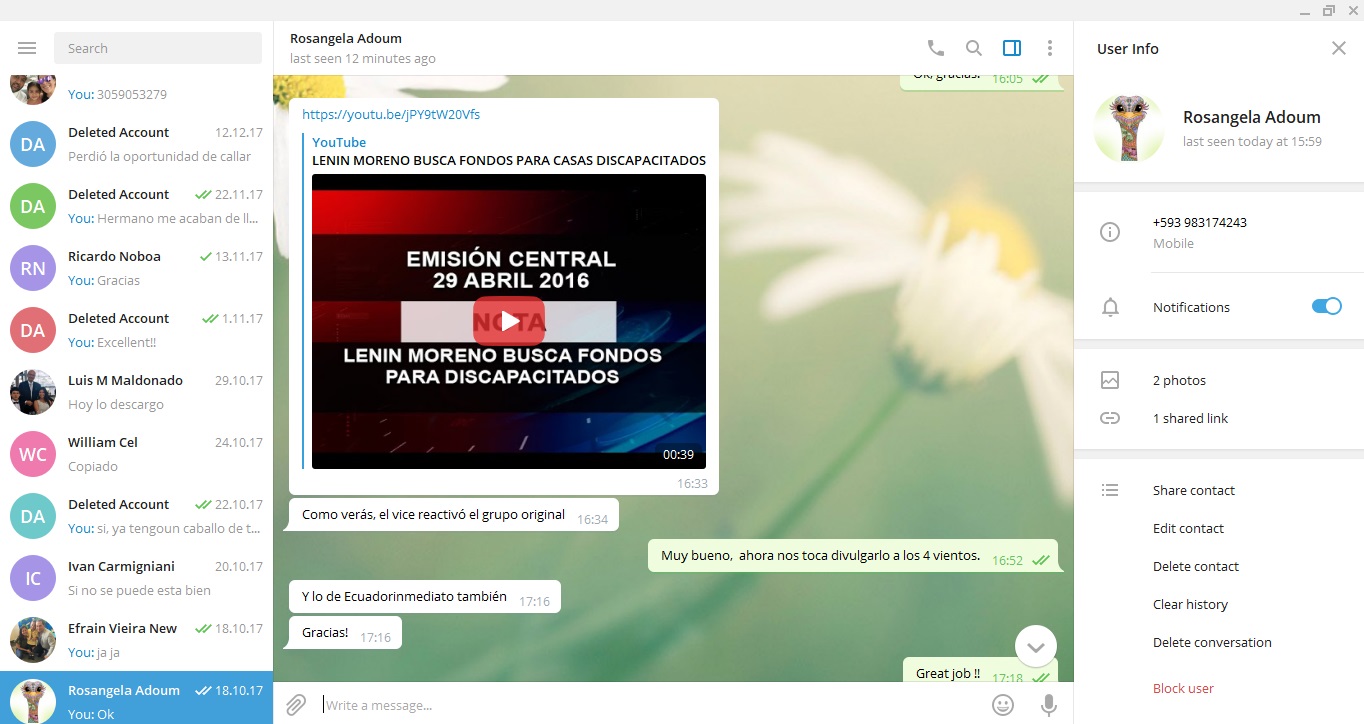 Search
You: 3059053279
Deleted Account 12.12.17
Perdió la oportunidad de callar
DA
Deleted Account 22.11.17
You: Hermano me acaban de ll...
DA
Ricardo Noboa 13.11.17
You: Gracias
RN
Deleted Account 1.11.17
You: Excellent!!
DA
Luis M Maldonado 29.10.17
Hoy lo descargo
William Cel 24.10.17
Copiado
WC
Deleted Account 22.10.17
You: si, ya tengoun caballo de t...
DA
Ivan Carmigniani 20.10.17
Si no se puede esta bien
IC
Efrain Vieira New 18.10.17
You: ja ja
Rosangela Adoum 18.10.17
You: Ok
Rosangela Adoum
last seen 12 minutes ago
Ok, gracias. 16:05
https://youtu.be/jPY9tW20Vfs
YouTube
LENIN MORENO BUSCA FONDOS PARA CASAS DISCAPACITADOS
EMISIÓN CENTRAL
29 ABRIL 2016
NOTA
LENIN MORENO BUSCA FONDOS
PARA DISCAPACITADOS
00:39
16:33
Como verás, el vice reactivó el grupo original 16:34
Muy bueno, ahora nos toca divulgarlo a los 4 vientos. 16:52
Y lo de Ecuadorinmediato también 17:16
Gracias! 17:16
Great job !! 17:18
Write a message...
User Info
Rosangela Adoum
last seen today at 15:59
+593 983174243
Mobile
Notifications
2 photos
1 shared link
Share contact
Edit contact
Delete contact
Clear history
Delete conversation
Block user